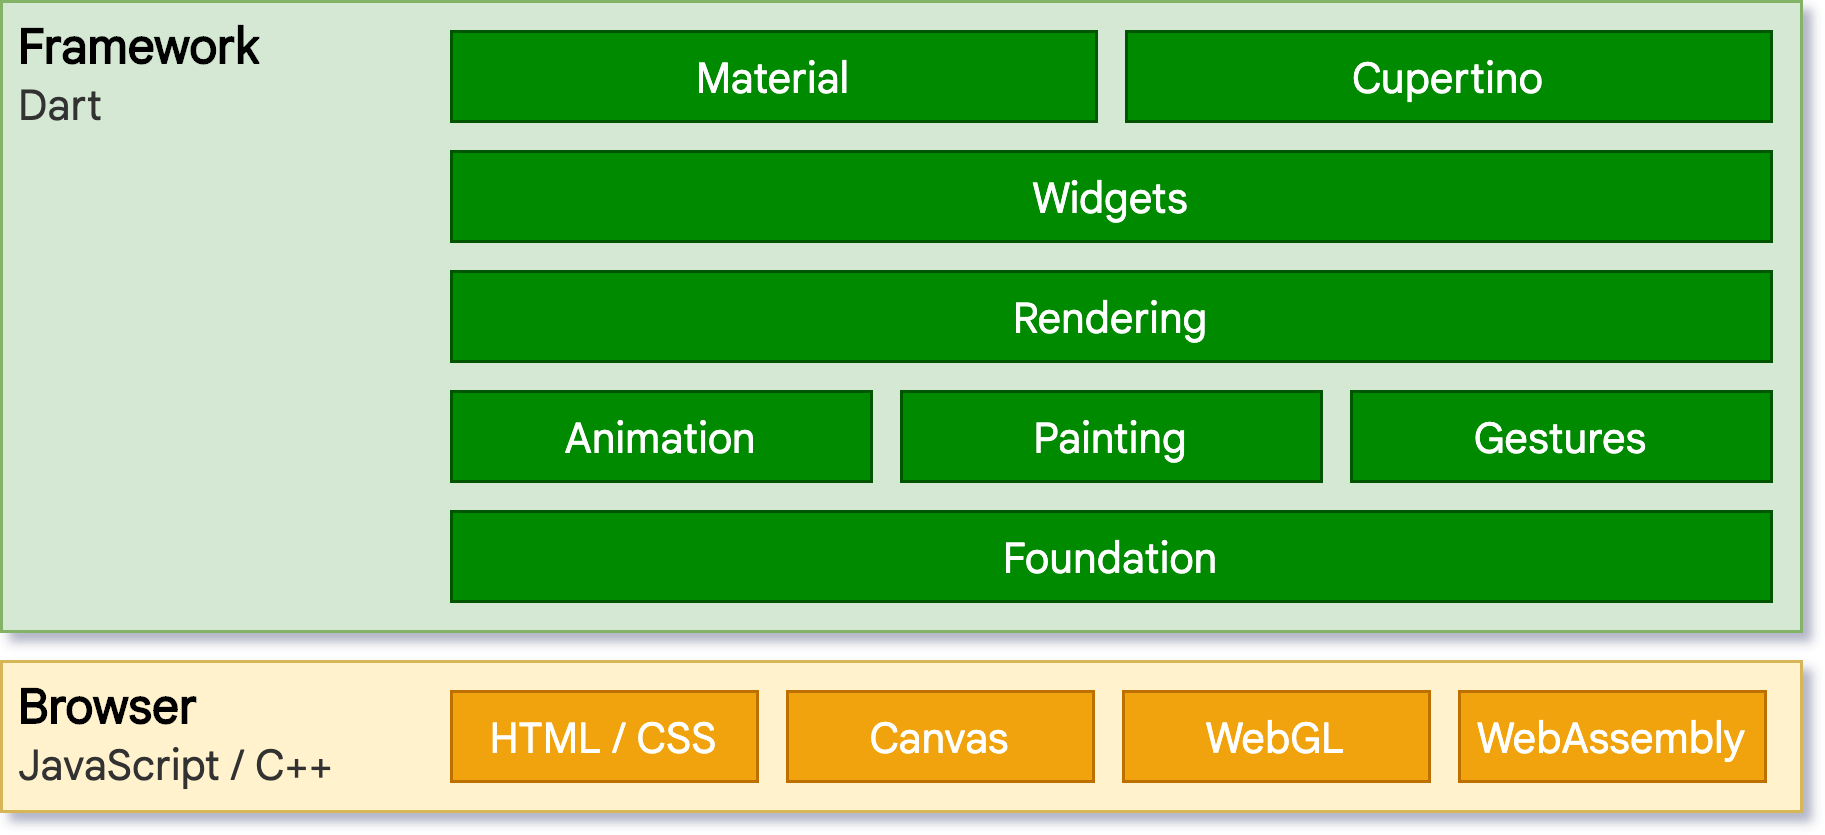 Framework
Dart
Material
Cupertino
Widgets
Rendering
Animation
Painting
Gestures
Foundation
Browser
JavaScript / C++
HTML / CSS
Canvas
WebGL
WebAssembly